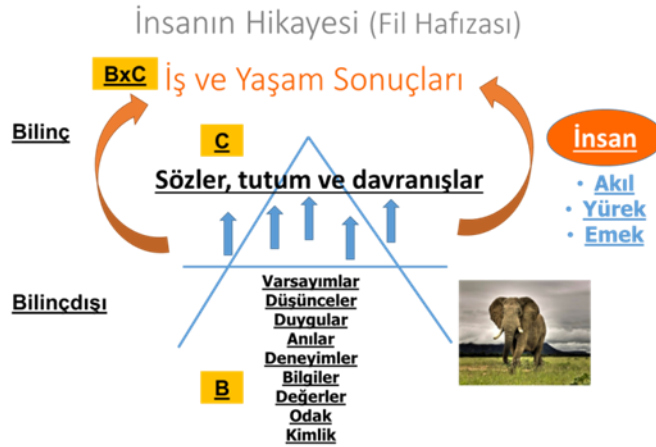 İnsanın Hikayesi (Fil Hafızası)
BxC
İş ve Yaşam Sonuçları
Bilinç
C
İnsan
Sözler, tutum ve davranışlar
• Akıl
• Yürek
• Emek
Bilinçdışı
Varsayımlar
Düşünceler
Duygular
Anılar
Deneyimler
Bilgiler
Değerler
Odak
Kimlik
B